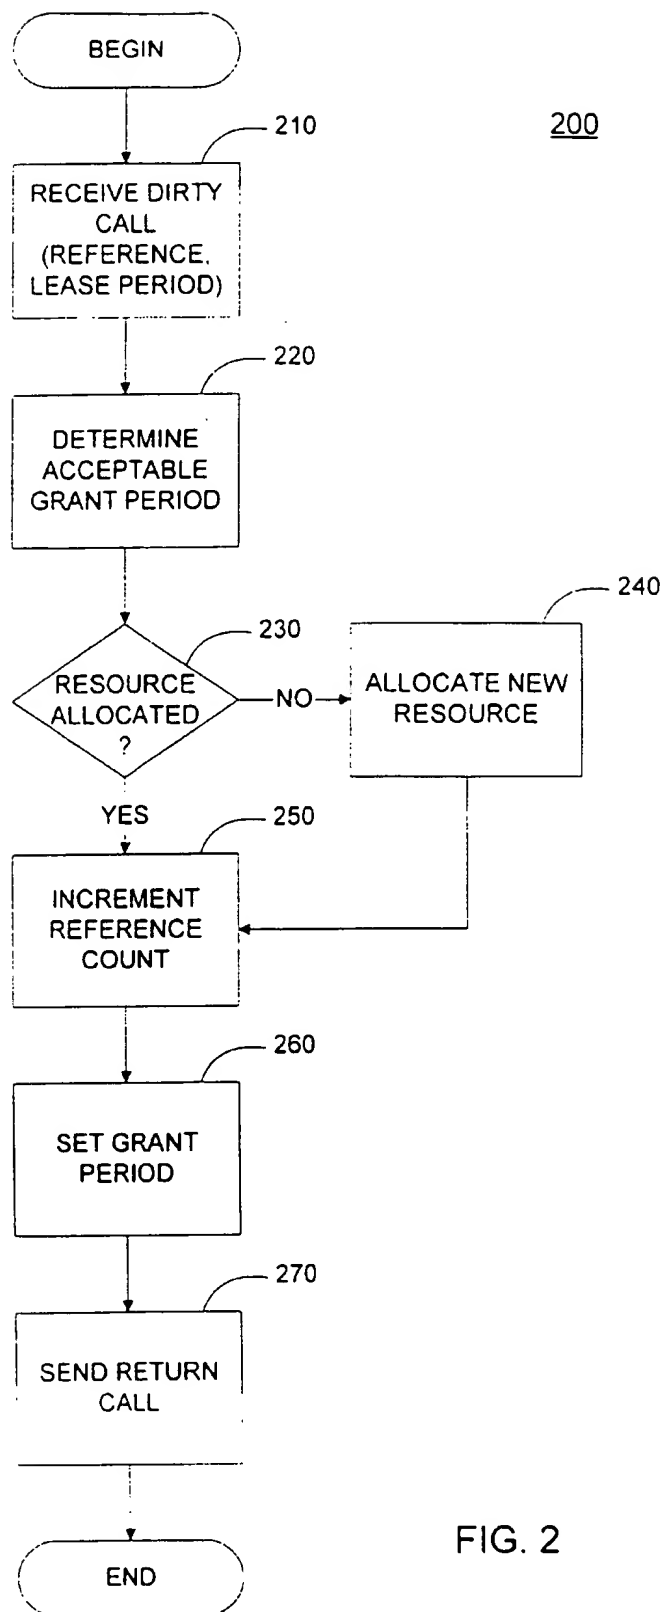 BEGIN
210
200
RECEIVE DIRTY
CALL
(REFERENCE,
LEASE PERIOD)
220
DETERMINE
ACCEPTABLE
GRANT PERIOD
230
240
RESOURCE
ALLOCATED
?
NO
ALLOCATE NEW
RESOURCE
YES
250
INCREMENT
REFERENCE
COUNT
260
SET GRANT
PERIOD
270
SEND RETURN
CALL
END
FIG. 2